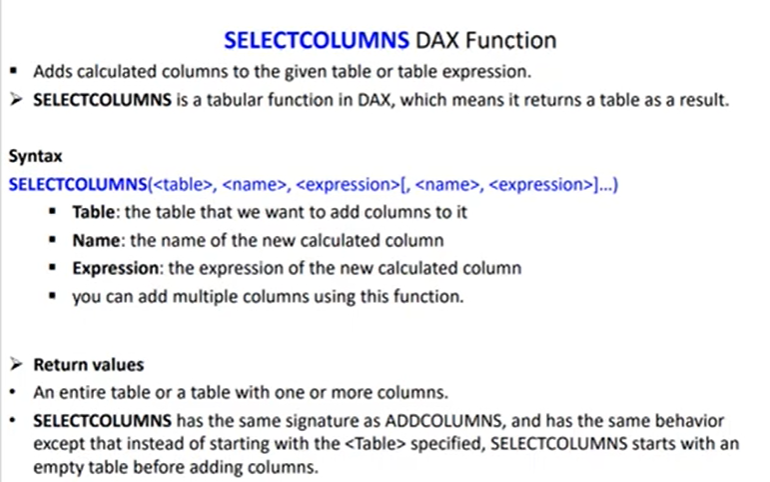 SELECTCOLUMNS DAX Function
▪ Adds calculated columns to the given table or table expression.
➢ SELECTCOLUMNS is a tabular function in DAX, which means it returns a table as a result.
Syntax
SELECTCOLUMNS(<table>, <name>, <expression>[, <name>, <expression>]...)
▪ Table: the table that we want to add columns to it
▪ Name: the name of the new calculated column
▪ Expression: the expression of the new calculated column
▪ you can add multiple columns using this function.
➢ Return values
• An entire table or a table with one or more columns.
• SELECTCOLUMNS has the same signature as ADDCOLUMNS, and has the same behavior
except that instead of starting with the <Table> specified, SELECTCOLUMNS starts with an
empty table before adding columns.